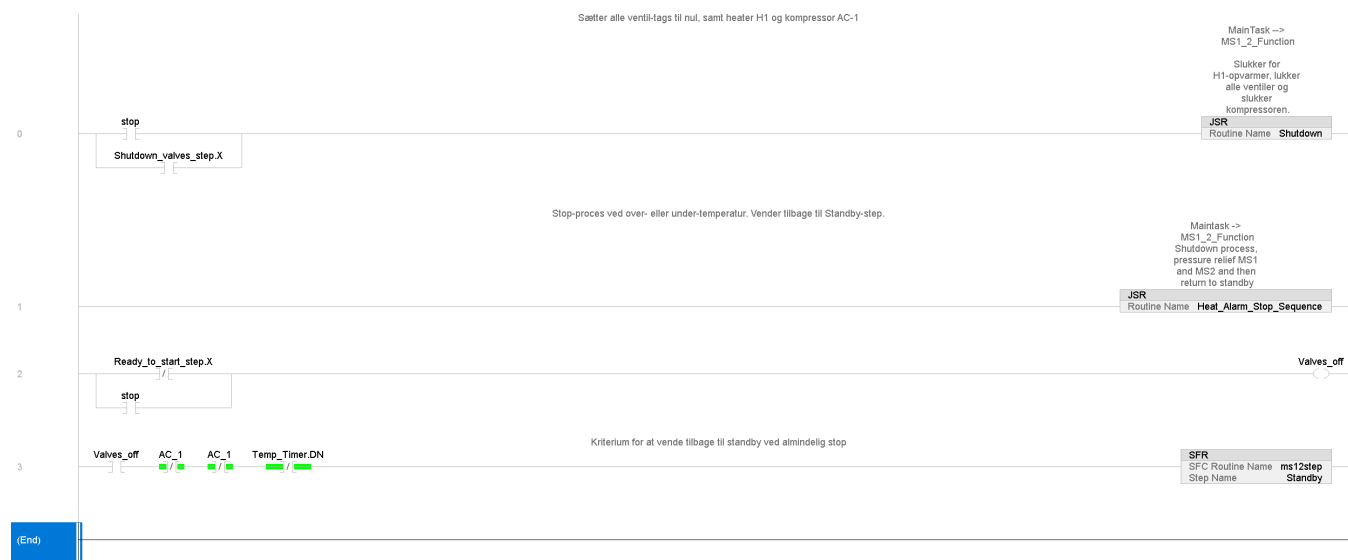 Sætter alle ventil-tags til nul, samt heater H1 og kompressor AC-1
MainTask -->
MS1_2_Function
Slukker for
H1-opvarmer, lukker
alle ventiler og
slukker
kompressoren.
0
stop
Shutdown_valves_step.X
JSR
Routine Name Shutdown
Stop-proces ved over- eller under-temperatur. Vender tilbage til Standby-step.
Maintask ->
MS1_2_Function
Shutdown process,
pressure relief MS1
and MS2 and then
return to standby
1
JSR
Routine Name Heat_Alarm_Stop_Sequence
2
Ready_to_start_step.X
stop
Valves_off
Kriterium for at vende tilbage til standby ved almindelig stop
3
Valves_off AC_1 AC_1 Temp_Timer.DN
SFR
SFC Routine Name ms12step
Step Name Standby
(End)